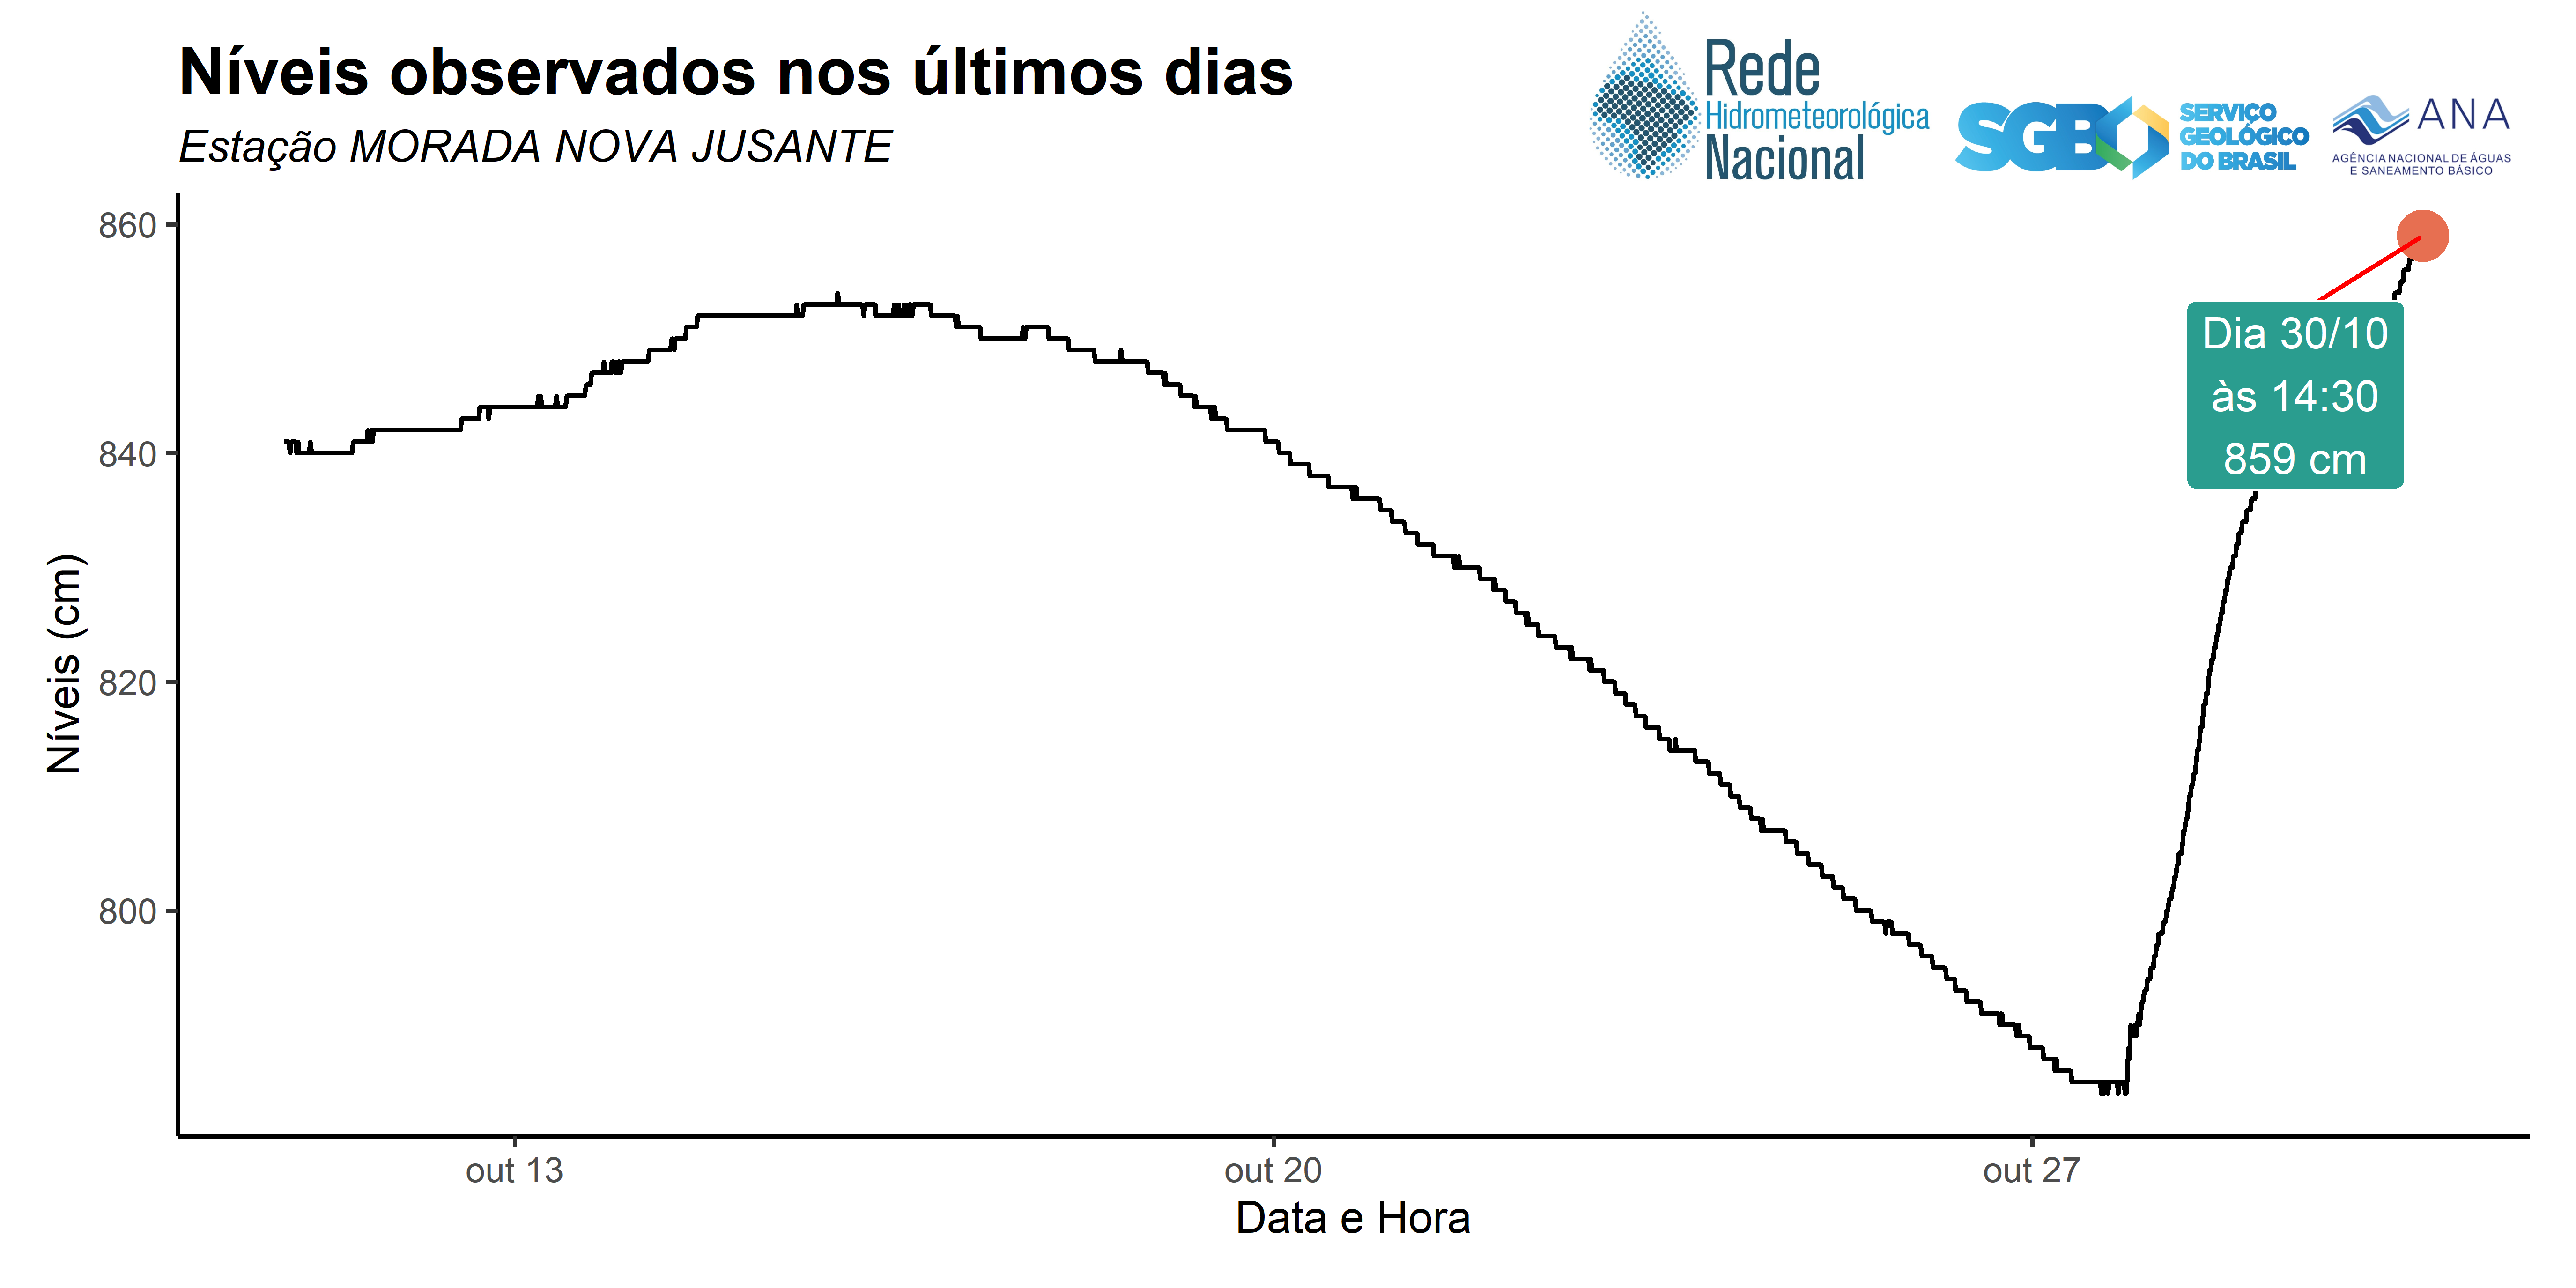 Níveis observados nos últimos dias
Estação MORADA NOVA JUSANTE
Rede
Hidrometeorológica
Nacional
SGB
SERVIÇO
GEOLÓGICO
DO BRASIL
ANA
AGÊNCIA NACIONAL DE ÁGUAS
E SANEAMENTO BÁSICO
860
840
820
800
Níveis (cm)
Dia 30/10
às 14:30
859 cm
out 13
out 20
out 27
Data e Hora